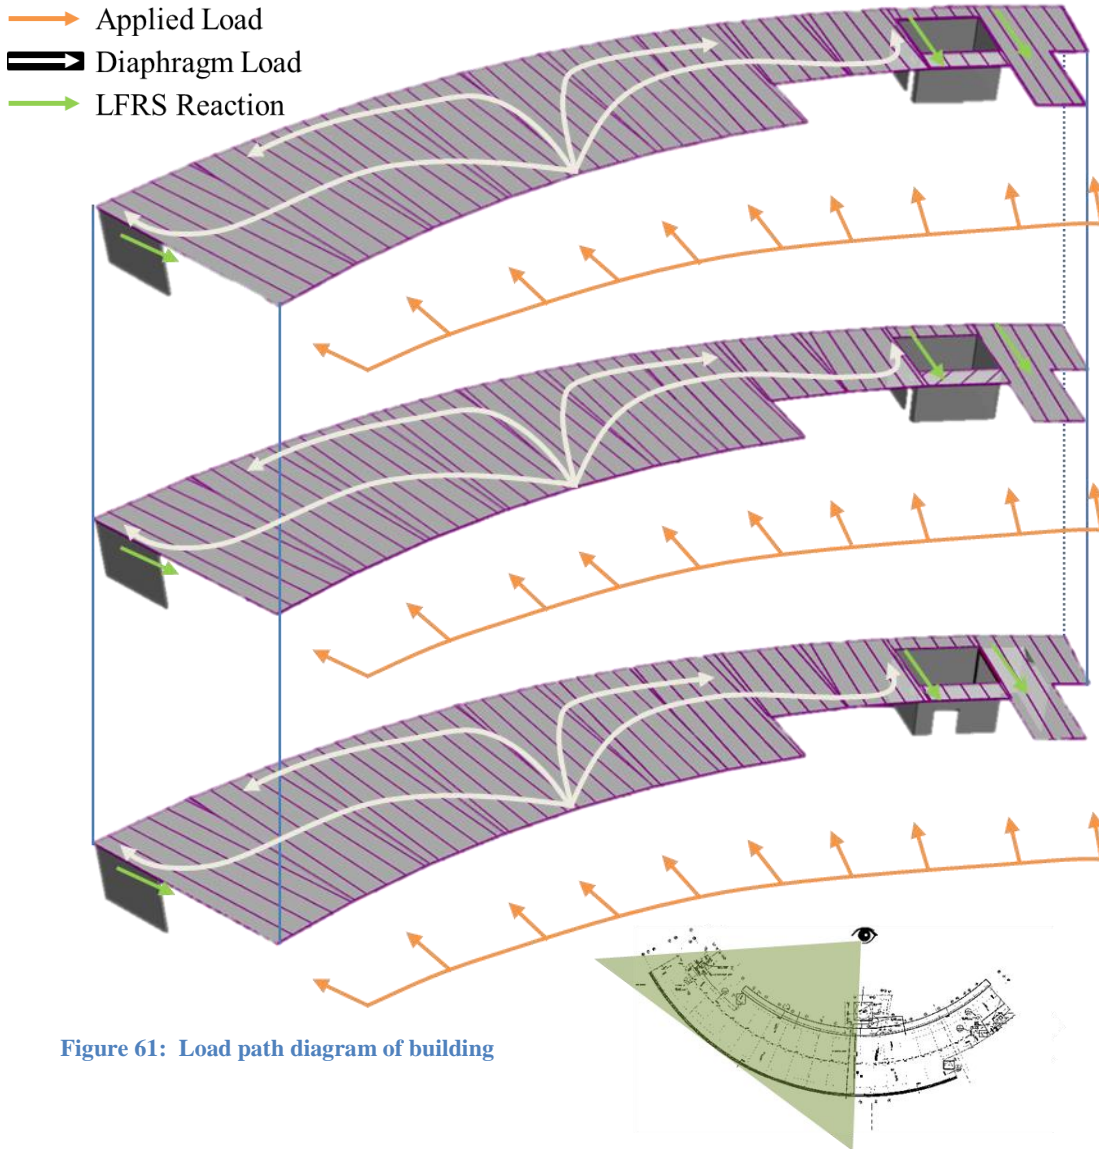 Applied Load
Diaphragm Load
LFRS Reaction
Figure 61: Load path diagram of building